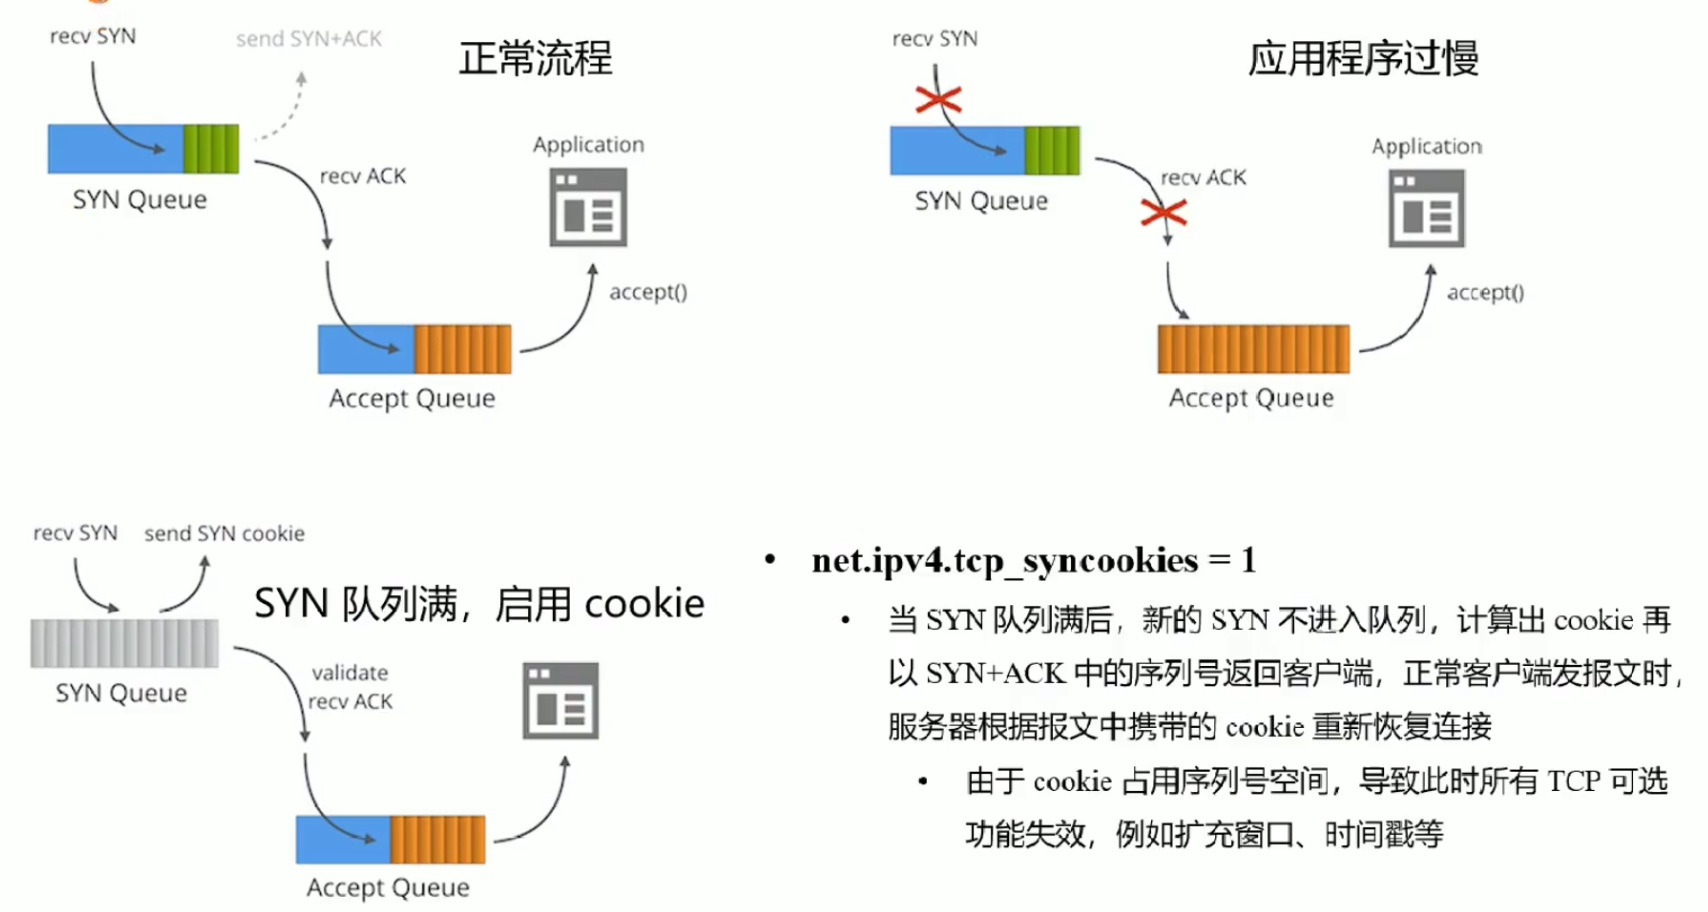 recv SYN
send SYN+ACK
正常流程
SYN Queue
recv ACK
Application
accept()
Accept Queue
recv SYN
应用程序过慢
SYN Queue
recv ACK
Application
accept()
Accept Queue
recv SYN
send SYN cookie
SYN 队列满，启用 cookie
SYN Queue
validate
recv ACK
Accept Queue
• net.ipv4.tcp_syncookies = 1
• 当 SYN 队列满后，新的 SYN 不进入队列，计算出 cookie 再
以 SYN+ACK 中的序列号返回客户端，正常客户端发报文时，
服务器根据报文中携带的 cookie 重新恢复连接
• 由于 cookie 占用序列号空间，导致此时所有 TCP 可选
功能失效，例如扩充窗口、时间戳等